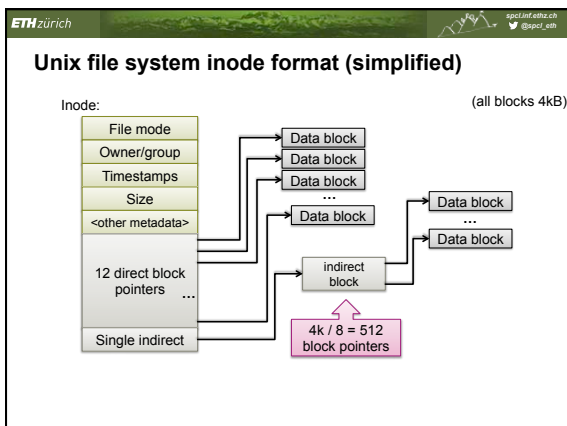 ETH zürich
spcl.inf.ethz.ch
@spcl_eth
Unix file system inode format (simplified)
Inode:
(all blocks 4kB)
File mode
Owner/group
Timestamps
Size
<other metadata>
12 direct block
pointers
...
Single indirect
Data block
Data block
Data block
...
Data block
indirect
block
4k / 8 = 512
block pointers
Data block
...
Data block